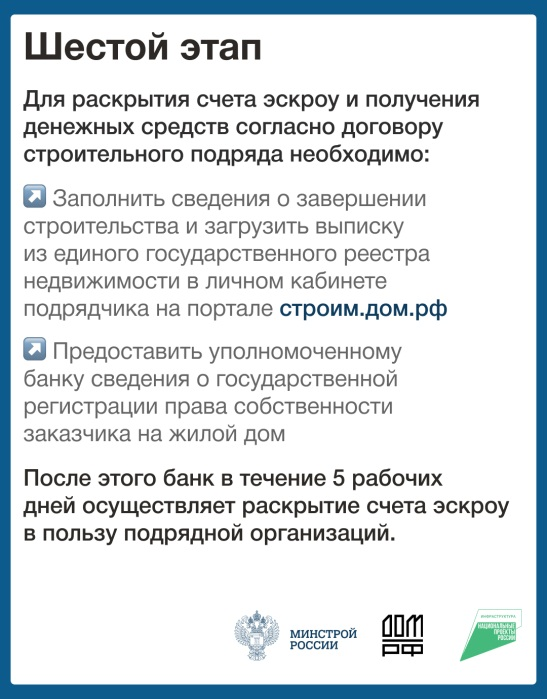 Шестой этап
Для раскрытия счета эскроу и получения
денежных средств согласно договору
строительного подряда необходимо:
Заполнить сведения о завершении
строительства и загрузить выписку
из единого государственного реестра
недвижимости в личном кабинете
подрядчика на портале строим.дом.рф
Предоставить уполномоченному
банку сведения о государственной
регистрации права собственности
заказчика на жилой дом
После этого банк в течение 5 рабочих
дней осуществляет раскрытие счета эскроу
в пользу подрядной организаций.
МИНСТРОЙ
РОССИИ
ДОМ
РФ
ИНФРАСТРУКТУРА
НАЦИОНАЛЬНЫЕ
ПРОЕКТЫ
РОССИИ